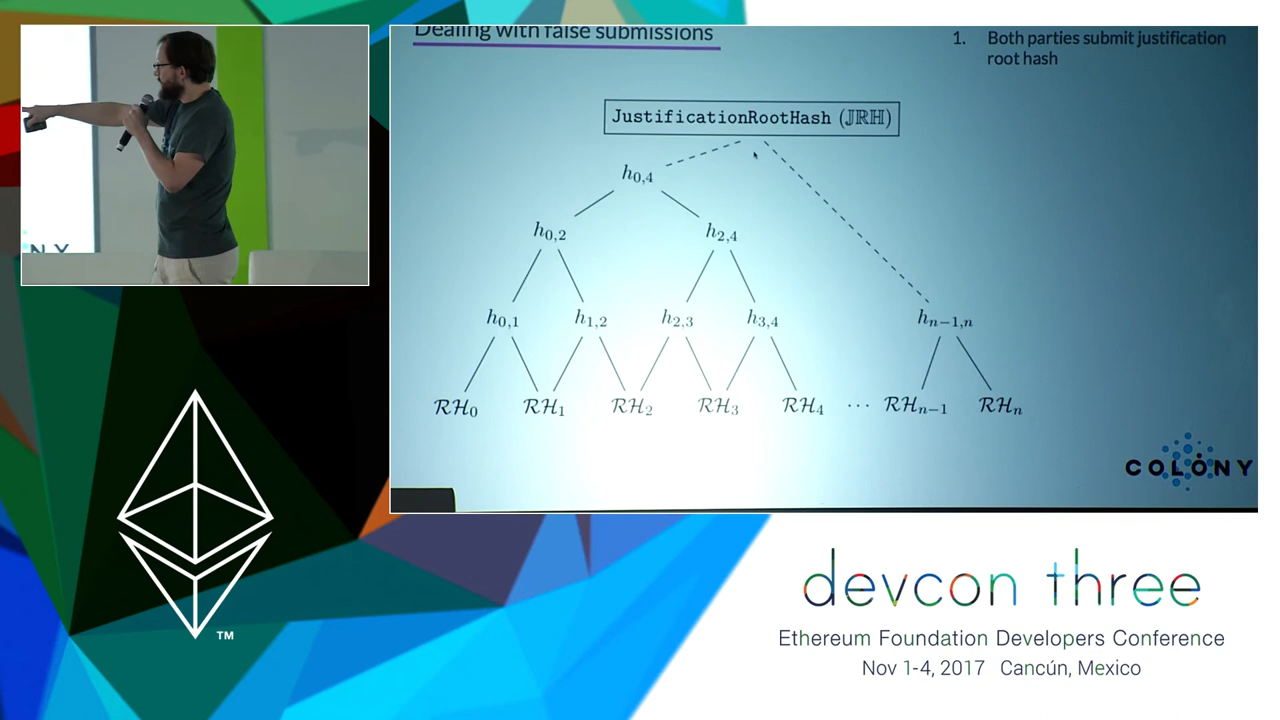 Dealing with false submissions
1. Both parties submit justification
root hash
JustificationRootHash (JRH)
h0,4
h0,2 h2,4
h0,1 h1,2 h2,3 h3,4 hn−1,n
RH0 RH1 RH2 RH3 RH4 ··· RHn−1 RHn
COLONY
NY
TM
devcon three
Ethereum Foundation Developers Conference
Nov 1-4, 2017 Cancún, Mexico